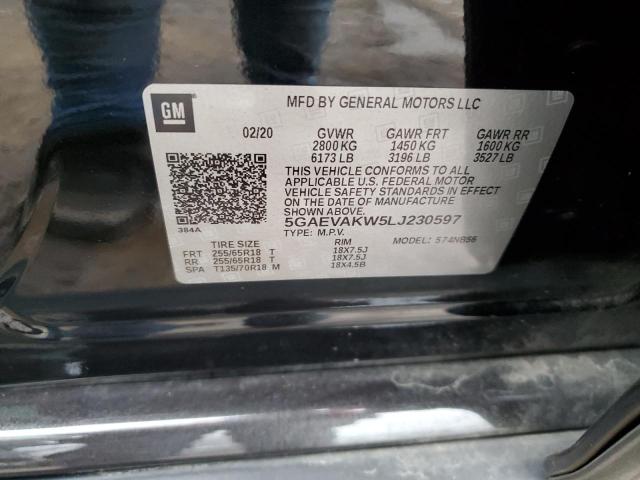 GM
MFD BY GENERAL MOTORS LLC
02/20 GVWR GAWR FRT GAWR RR
2800 KG 1450 KG 1600 KG
6173 LB 3196 LB 3527 LB
THIS VEHICLE CONFORMS TO ALL
APPLICABLE U.S. FEDERAL MOTOR
VEHICLE SAFETY STANDARDS IN EFFECT
ON THE DATE OF MANUFACTURE
SHOWN ABOVE.
384A 5GAEVAKW5LJ230597
TYPE: M.P.V. MODEL: 574NB56
TIRE SIZE RIM
FRT 255/65R18 T 18X7.5J
RR 255/65R18 T 18X7.5J
SPA T135/70R18 M 18X4.5B